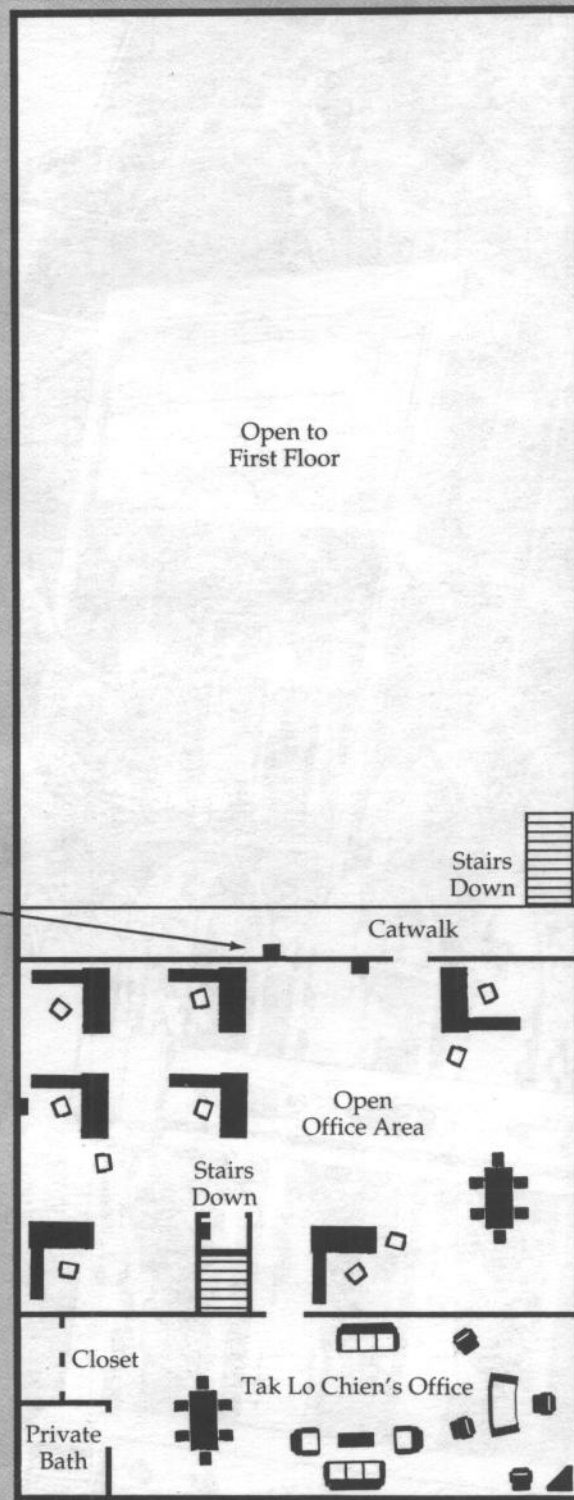 Open to
First Floor
Stairs
Down
Catwalk
Open
Office Area
Stairs
Down
Closet
Tak Lo Chien's Office
Private
Bath